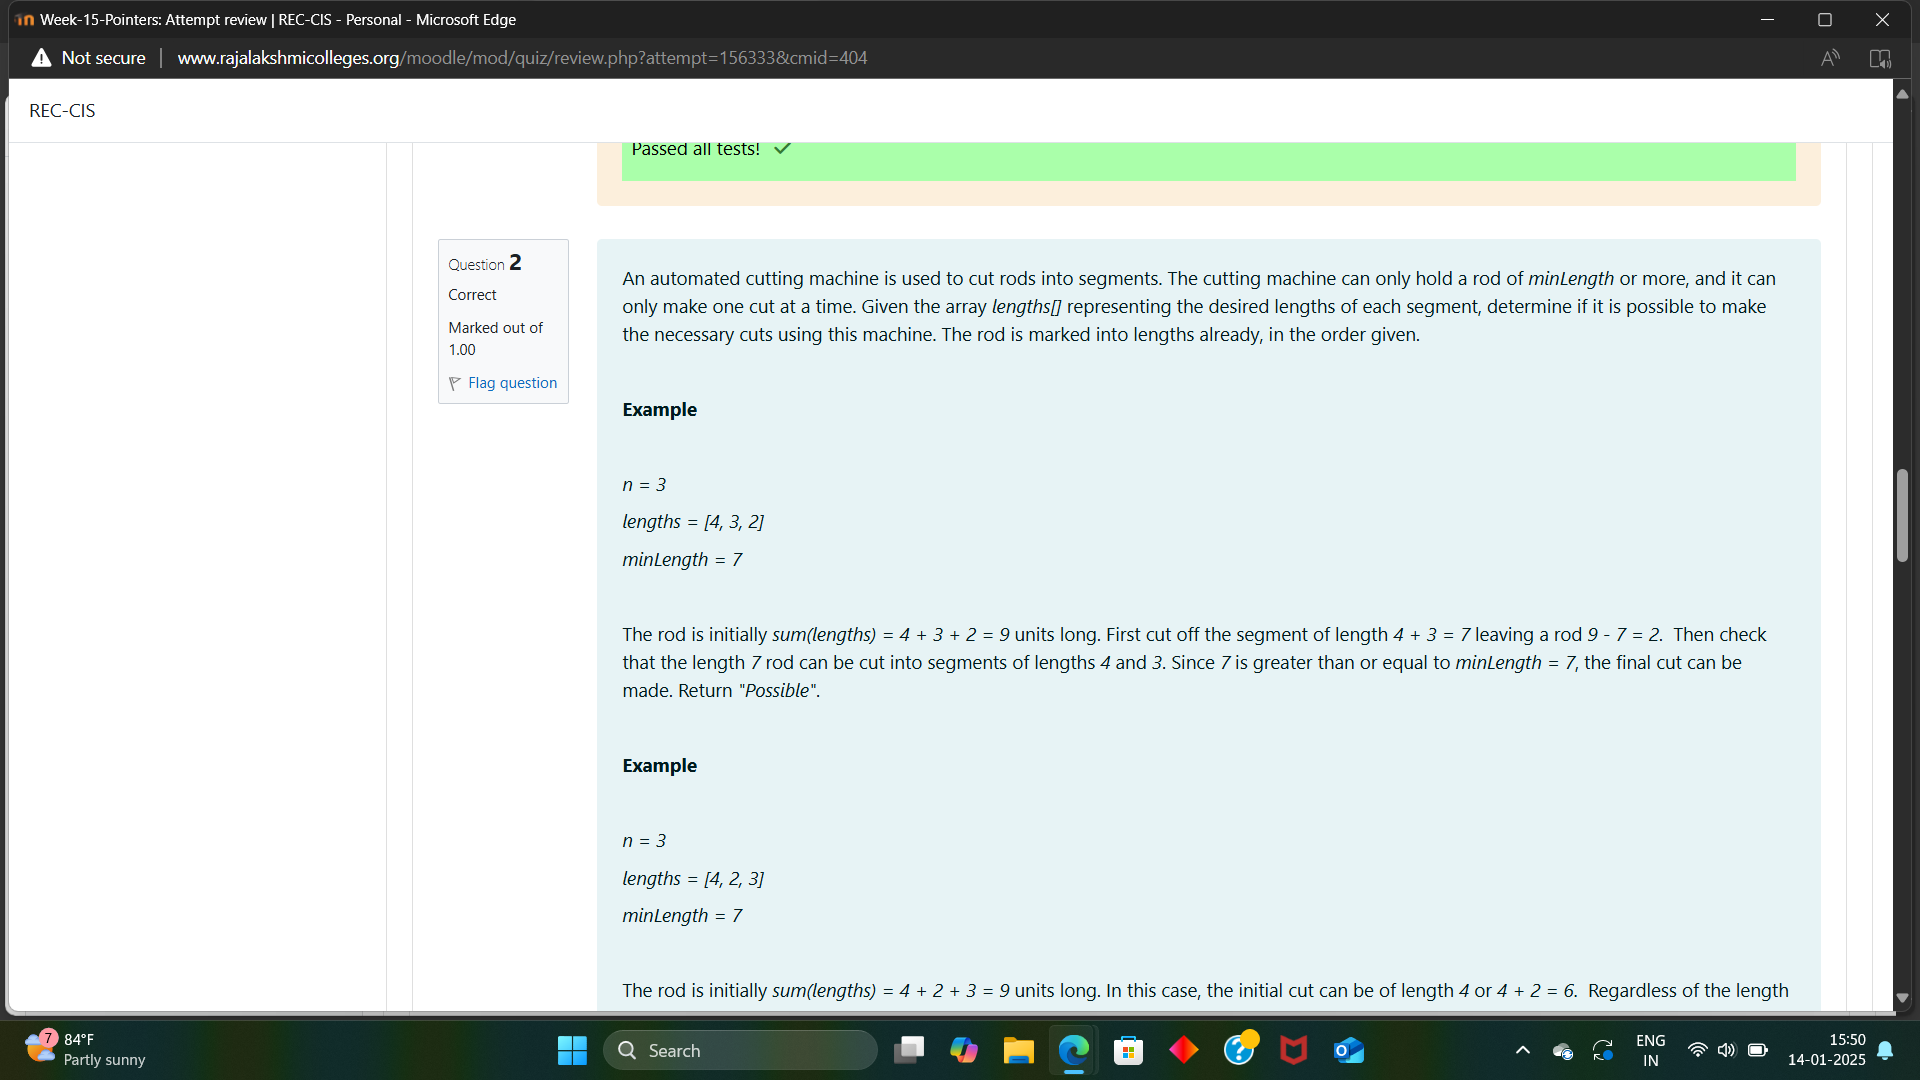 Week-15-Pointers: Attempt review | REC-CIS - Personal - Microsoft Edge
Not secure | www.rajalakshmicolleges.org/moodle/mod/quiz/review.php?attempt=156333&cmid=404
REC-CIS
Passed all tests!
Question 2
Correct
Marked out of
1.00
Flag question
An automated cutting machine is used to cut rods into segments. The cutting machine can only hold a rod of minLength or more, and it can
only make one cut at a time. Given the array lengths[] representing the desired lengths of each segment, determine if it is possible to make
the necessary cuts using this machine. The rod is marked into lengths already, in the order given.
Example
n = 3
lengths = [4, 3, 2]
minLength = 7
The rod is initially sum(lengths) = 4 + 3 + 2 = 9 units long. First cut off the segment of length 4 + 3 = 7 leaving a rod 9 - 7 = 2. Then check
that the length 7 rod can be cut into segments of lengths 4 and 3. Since 7 is greater than or equal to minLength = 7, the final cut can be
made. Return "Possible".
Example
n = 3
lengths = [4, 2, 3]
minLength = 7
The rod is initially sum(lengths) = 4 + 2 + 3 = 9 units long. In this case, the initial cut can be of length 4 or 4 + 2 = 6. Regardless of the length
7
84°F
Partly sunny
Search
ENG
IN
15:50
14-01-2025